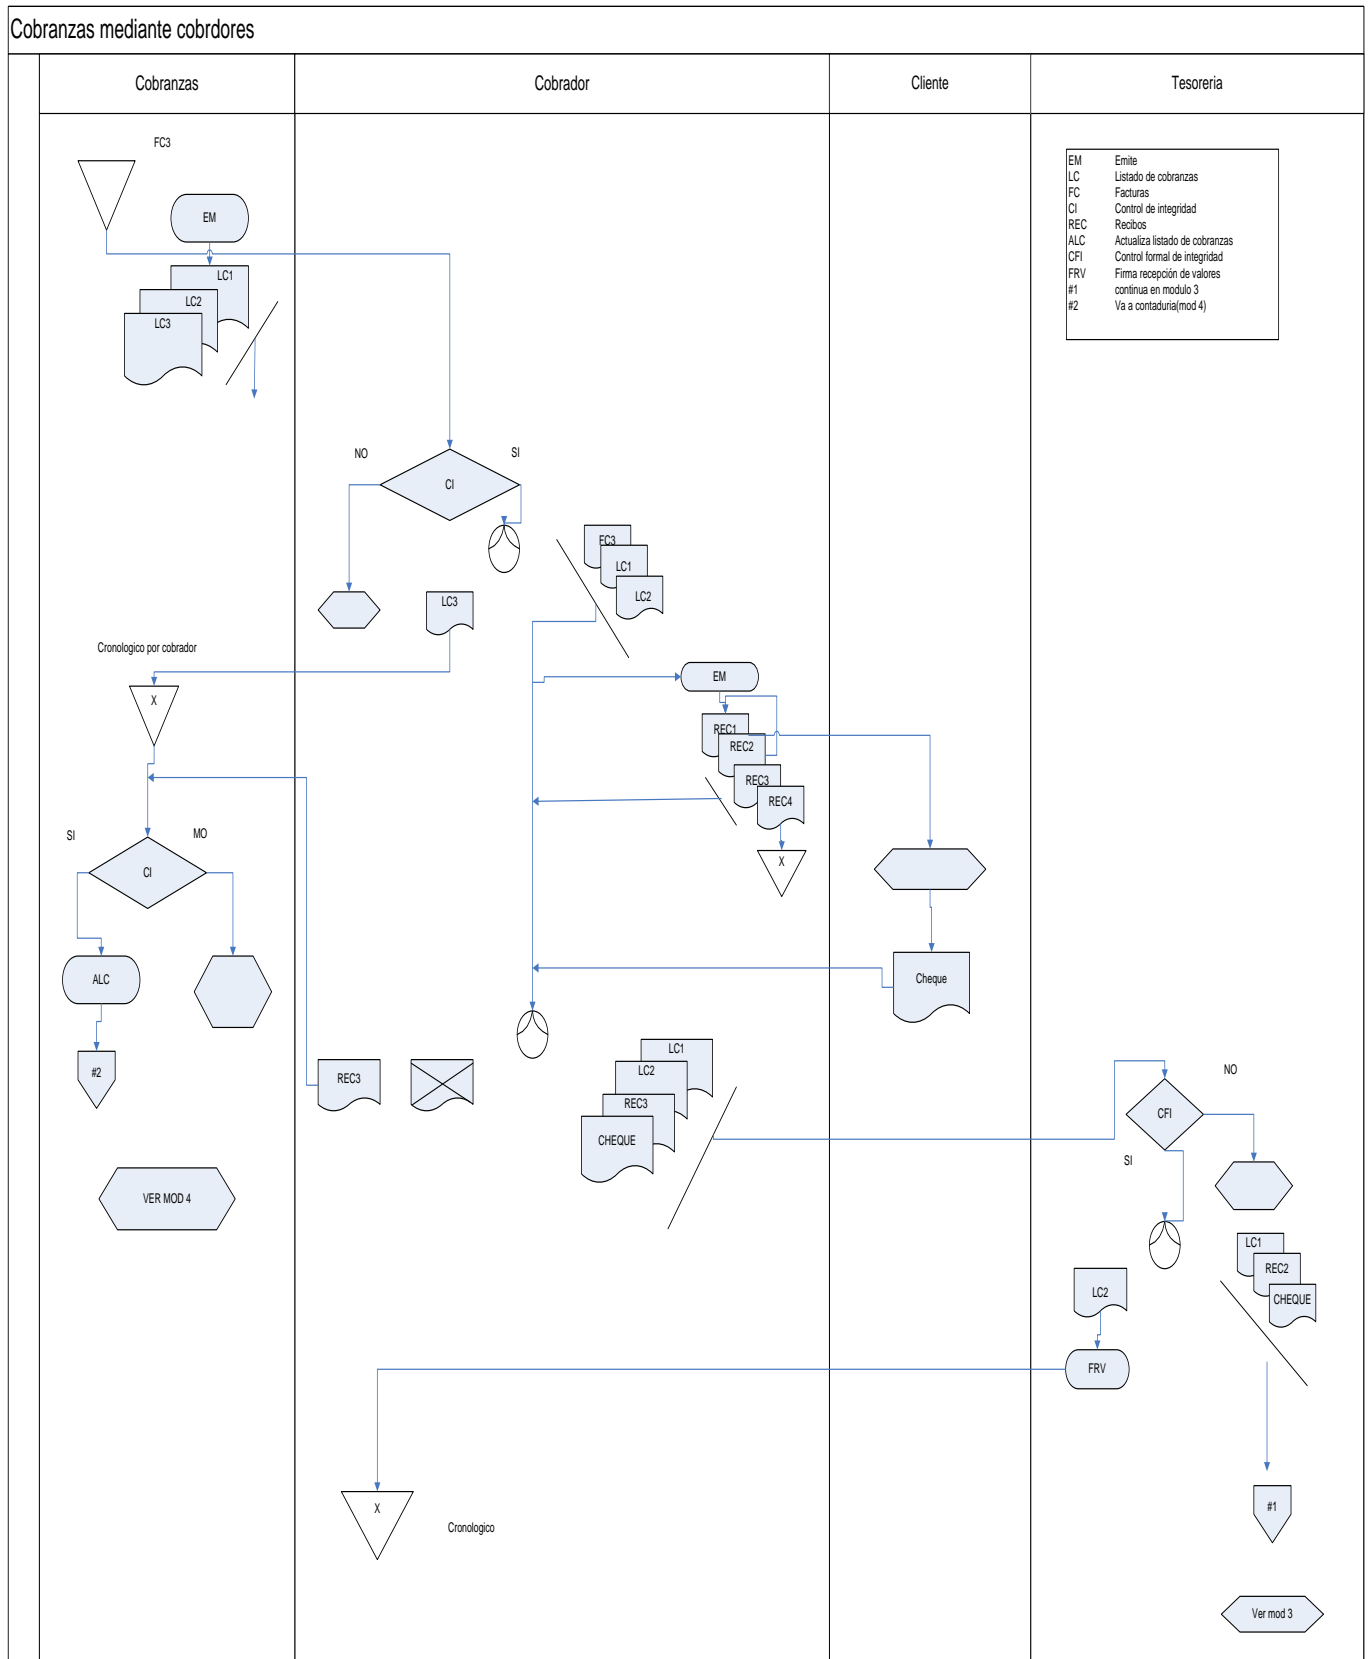 Cobranzas mediante cobrdores
Cobranzas
Cobrador
Cliente
Tesoreria
FC3
EM
LC1
LC2
LC3
EM Emite
LC Listado de cobranzas
FC Facturas
CI Control de integridad
REC Recibos
ALC Actualiza listado de cobranzas
CFI Control formal de integridad
FRV Firma recepción de valores
#1 continua en modulo 3
#2 Va a contaduria(mod 4)
NO
SI
CI
FC3
LC1
LC2
LC3
Cronologico por cobrador
X
EM
REC1
REC2
REC3
REC4
X
SI
MO
CI
ALC
#2
Cheque
REC3
LC1
LC2
REC3
CHEQUE
NO
CFI
SI
VER MOD 4
LC1
REC2
CHEQUE
LC2
FRV
X
Cronologico
#1
Ver mod 3